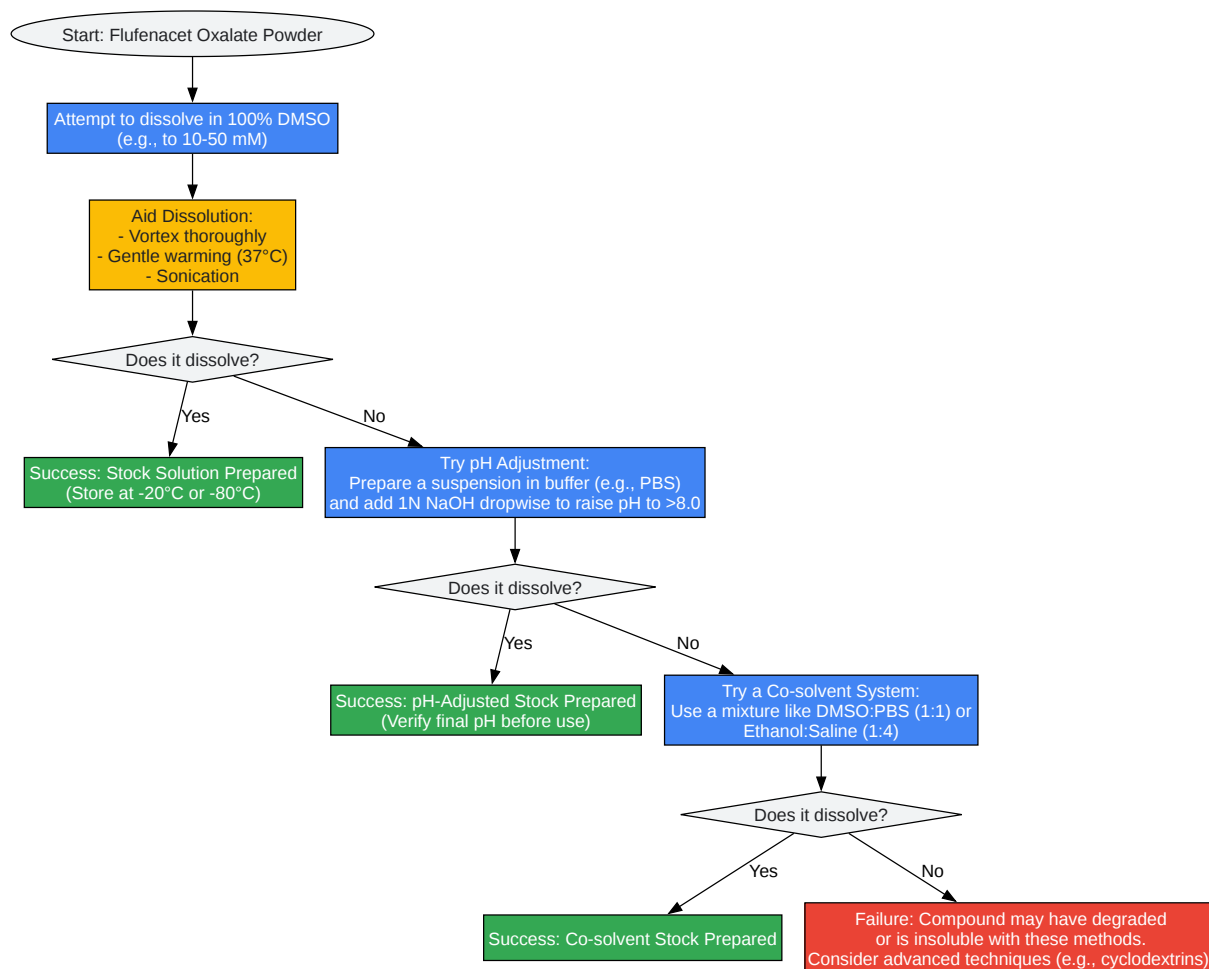 Start: Flufenacet Oxalate Powder
Attempt to dissolve in 100% DMSO
(e.g., to 10-50 mM)
Aid Dissolution:
- Vortex thoroughly
- Gentle warming (37°C)
- Sonication
Does it dissolve?
Yes
No
Success: Stock Solution Prepared
(Store at -20°C or -80°C)
Try pH Adjustment:
Prepare a suspension in buffer (e.g., PBS)
and add 1N NaOH dropwise to raise pH to >8.0
Does it dissolve?
Yes
No
Success: pH-Adjusted Stock Prepared
(Verify final pH before use)
Try a Co-solvent System:
Use a mixture like DMSO:PBS (1:1) or
Ethanol:Saline (1:4)
Does it dissolve?
Yes
No
Success: Co-solvent Stock Prepared
Failure: Compound may have degraded
or is insoluble with these methods.
Consider advanced techniques (e.g., cyclodextrins)